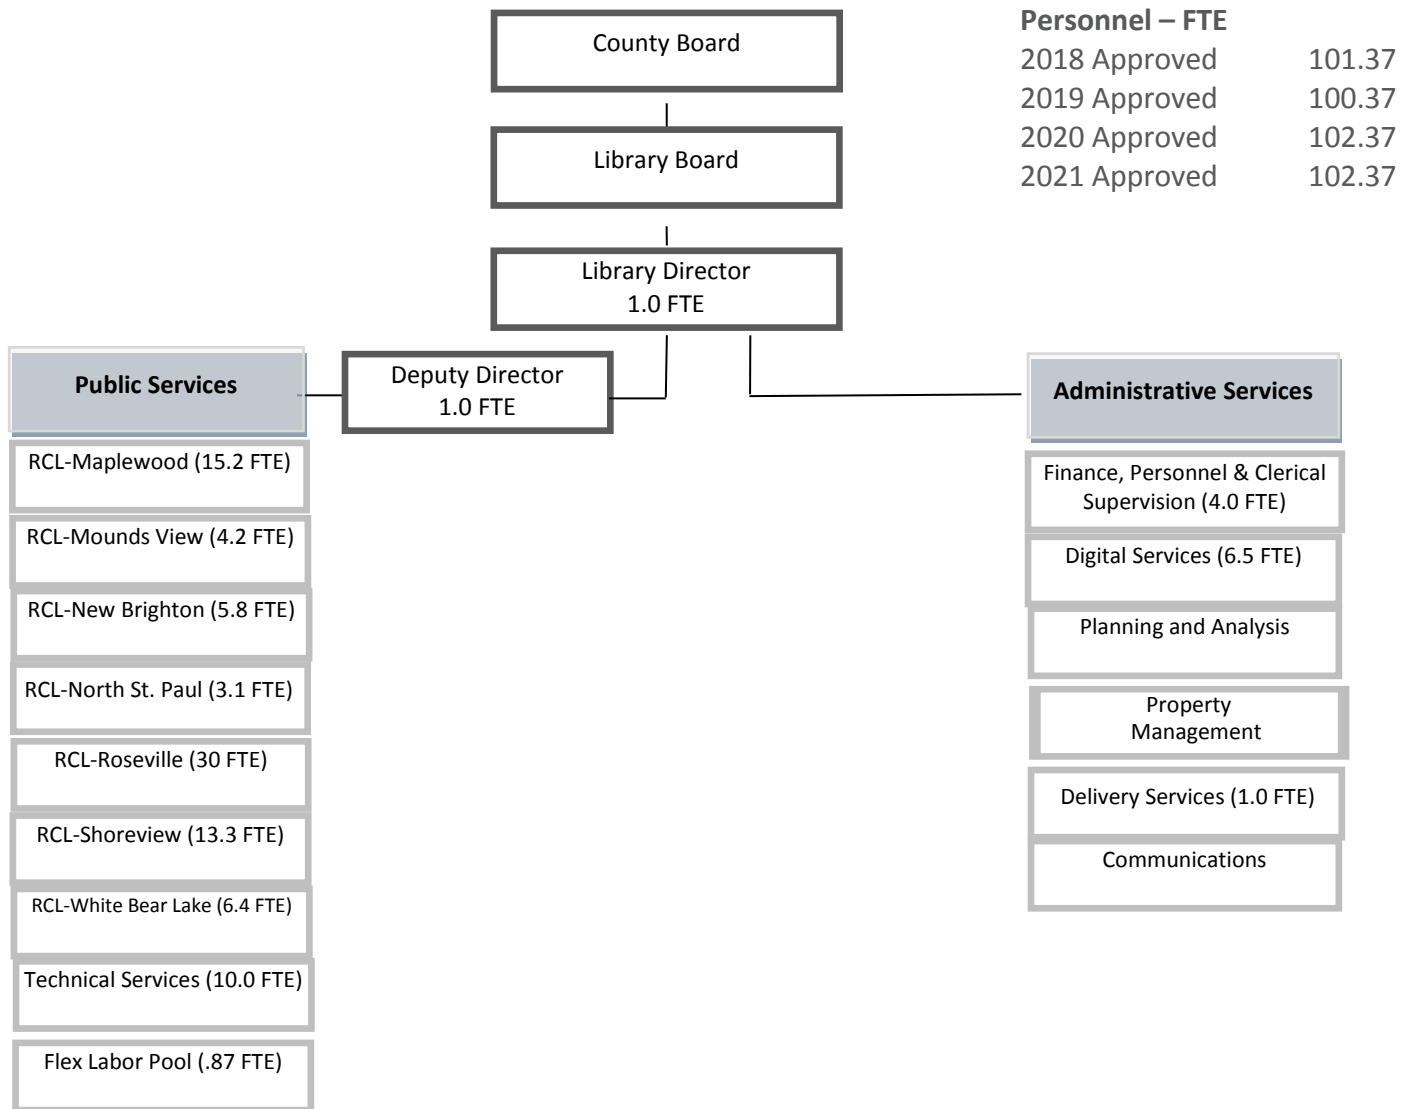 County Board
Library Board
Library Director
1.0 FTE
Personnel – FTE
2018 Approved 101.37
2019 Approved 100.37
2020 Approved 102.37
2021 Approved 102.37
Deputy Director
1.0 FTE
Public Services
RCL-Maplewood (15.2 FTE)
RCL-Mounds View (4.2 FTE)
RCL-New Brighton (5.8 FTE)
RCL-North St. Paul (3.1 FTE)
RCL-Roseville (30 FTE)
RCL-Shoreview (13.3 FTE)
RCL-White Bear Lake (6.4 FTE)
Technical Services (10.0 FTE)
Flex Labor Pool (.87 FTE)
Administrative Services
Finance, Personnel & Clerical
Supervision (4.0 FTE)
Digital Services (6.5 FTE)
Planning and Analysis
Property
Management
Delivery Services (1.0 FTE)
Communications